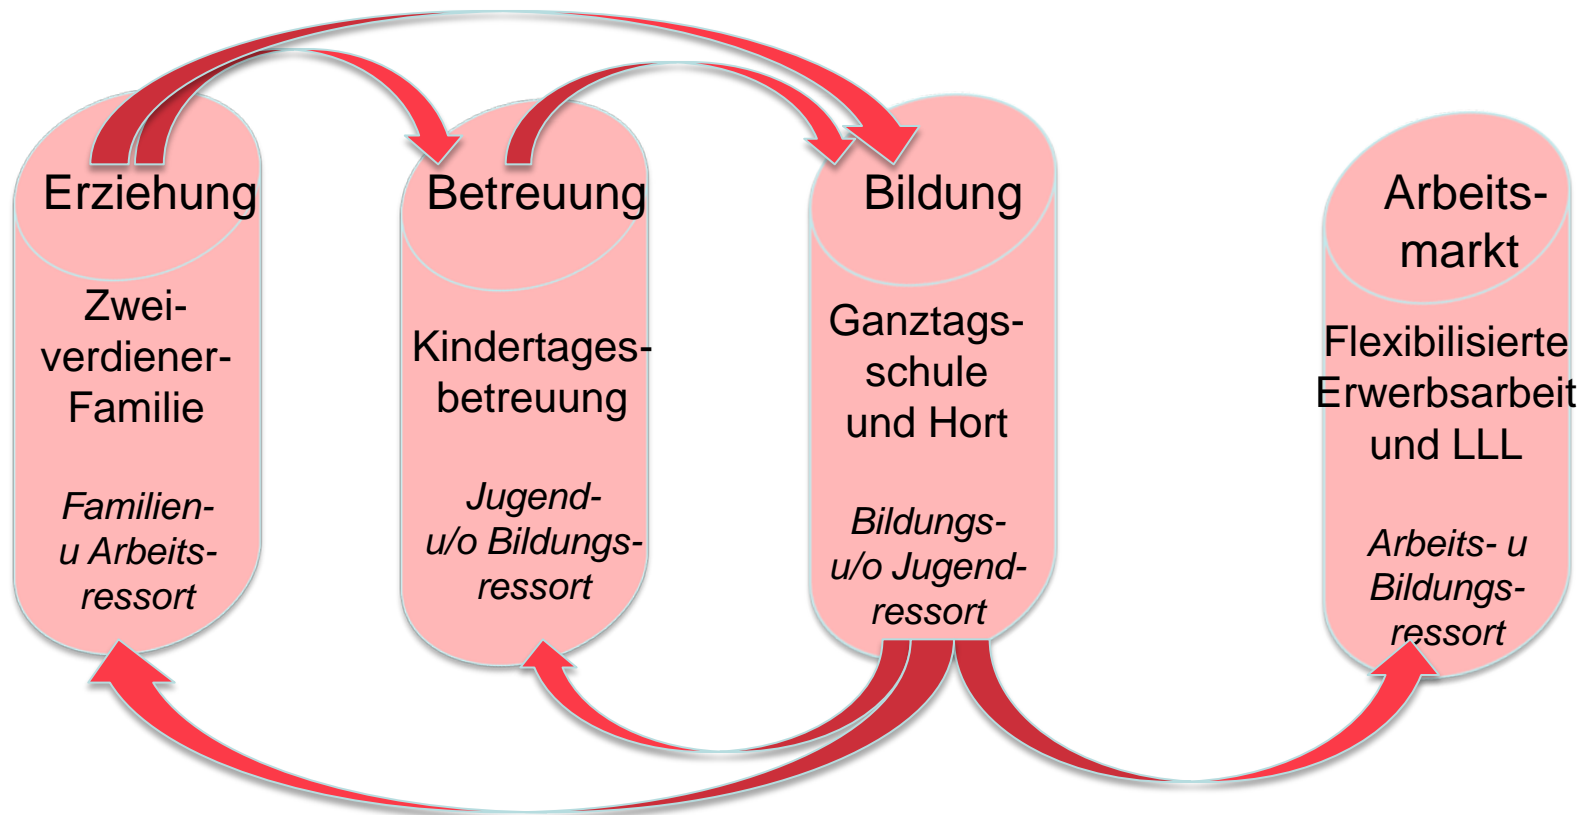 Erziehung
Zwei-
verdiener-
Familie
Familien-
u Arbeits-
ressort
Betreuung
Kindertages-
betreuung
Jugend-
u/o Bildungs-
ressort
Bildung
Ganztags-
schule
und Hort
Bildungs-
u/o Jugend-
ressort
Arbeits-
markt
Flexibilisierte
Erwerbsarbeit
und LLL
Arbeits- u
Bildungs-
ressort